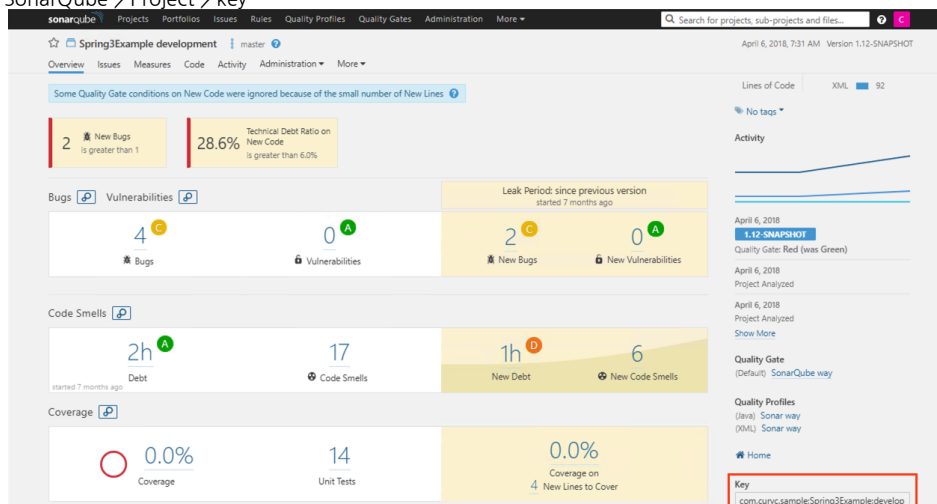 SonarQube > Project > key
sonarqube Projects Portfolios Issues Rules Quality Profiles Quality Gates Administration More Search for projects, sub-projects and files... ? C
Spring3Example development master ? April 6, 2018, 7:31 AM Version 1.12-SNAPSHOT
Overview Issues Measures Code Activity Administration More
Some Quality Gate conditions on New Code were ignored because of the small number of New Lines ?
2 New Bugs
is greater than 1
28.6% Technical Debt Ratio on
New Code
is greater than 6.0%
Bugs Vulnerabilities
Leak Period: since previous version
started 7 months ago
4 C
Bugs
0 A
Vulnerabilities
2 C
New Bugs
0 A
New Vulnerabilities
Code Smells
2h A
Debt
started 7 months ago
17
Code Smells
1h D
New Debt
6
New Code Smells
Coverage
0.0%
Coverage
14
Unit Tests
0.0%
Coverage on
4 New Lines to Cover
Lines of Code XML 92
No tags
Activity
April 6, 2018
1.12-SNAPSHOT
Quality Gate: Red (was Green)
April 6, 2018
Project Analyzed
April 6, 2018
Project Analyzed
Show More
Quality Gate
(Default) SonarQube way
Quality Profiles
(Java) Sonar way
(XML) Sonar way
Home
Key
com.curvc.sample:Spring3Example:develop